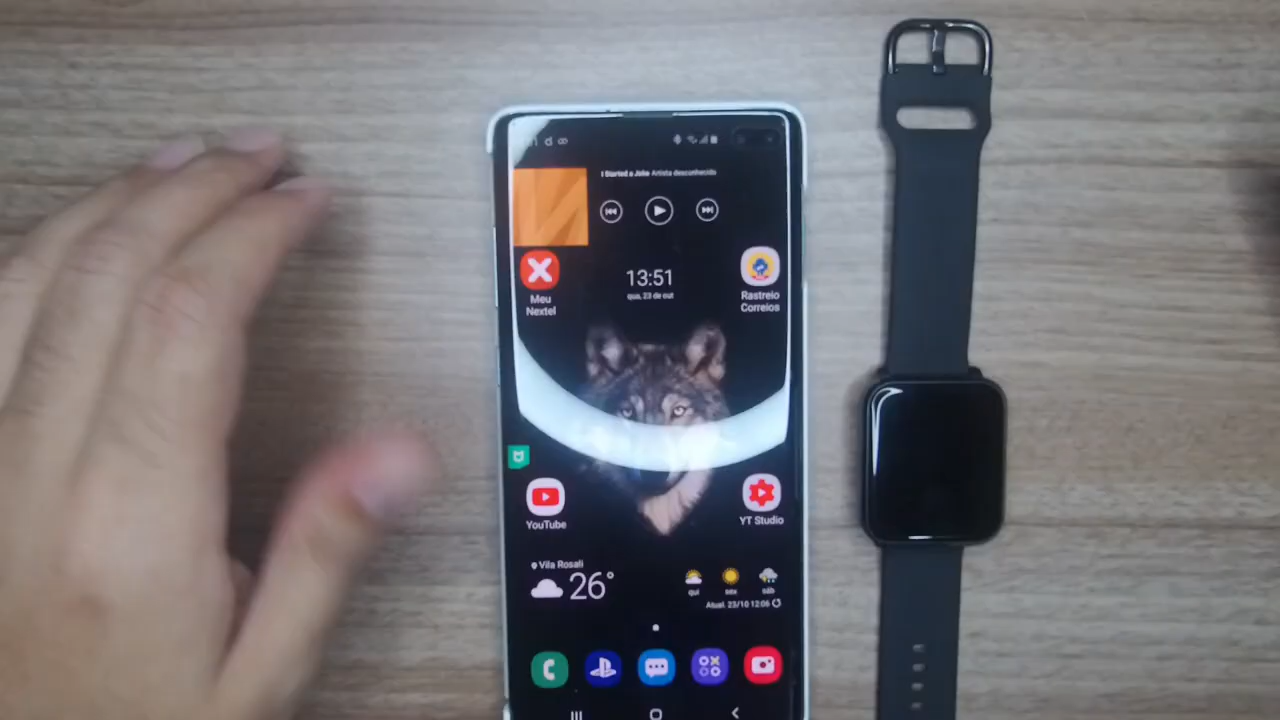 I Started a Joke Artista desconhecido
13:51
qua, 23 de out
Meu
Nextel
Rastreio
Correios
YouTube
YT Studio
Vila Rosali
26°
qui
sex
sáb
Atual. 23/10 12:06